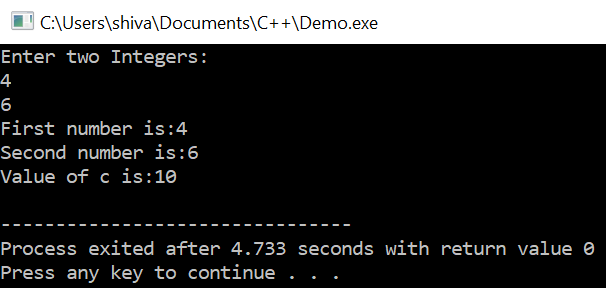 C:\Users\shiva\Documents\C++\Demo.exe
Enter two Integers:
4
6
First number is:4
Second number is:6
Value of c is:10
--------------------------------
Process exited after 4.733 seconds with return value 0
Press any key to continue . . .